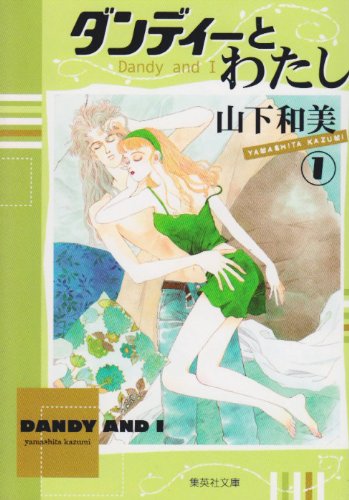 ダンディーと
Dandy and I
わたし
山下和美
YAMASHITA KAZUMI
1
DANDY AND I
yamashita kazumi
集英社文庫